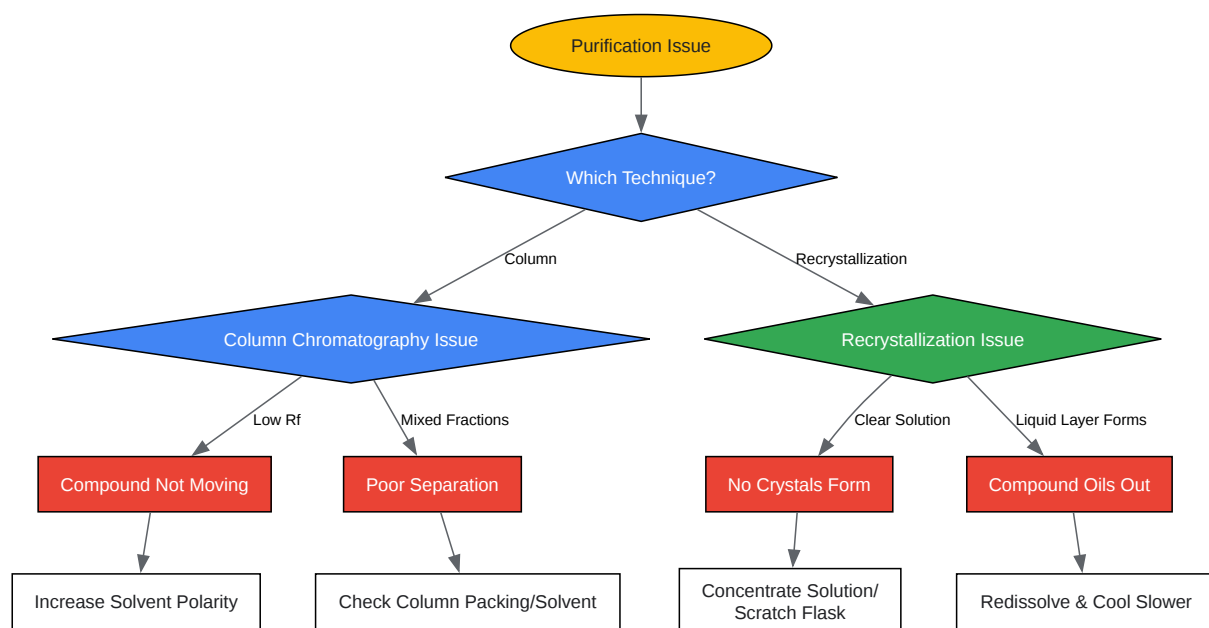 Purification Issue
Which Technique?
Column
Recrystallization
Column Chromatography Issue
Recrystallization Issue
Low Rf
Mixed Fractions
Clear Solution
Liquid Layer Forms
Compound Not Moving
Poor Separation
No Crystals Form
Compound Oils Out
Increase Solvent Polarity
Check Column Packing/Solvent
Concentrate Solution/
Scratch Flask
Redissolve & Cool Slower